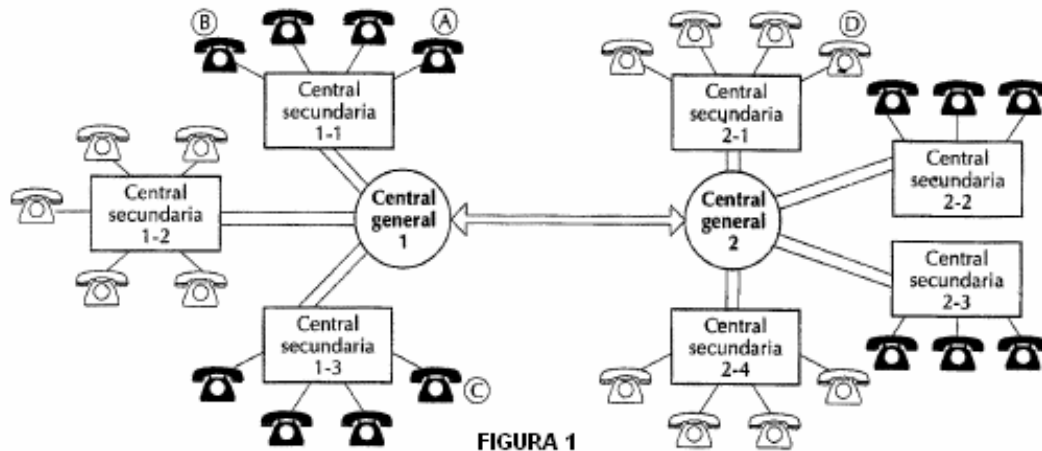 B
A
D
Central
secundaria
1-1
Central
secundaria
2-1
Central
secundaria
2-2
Central
secundaria
1-2
Central
general
1
Central
general
2
Central
secundaria
2-3
Central
secundaria
1-3
Central
secundaria
2-4
C
FIGURA 1